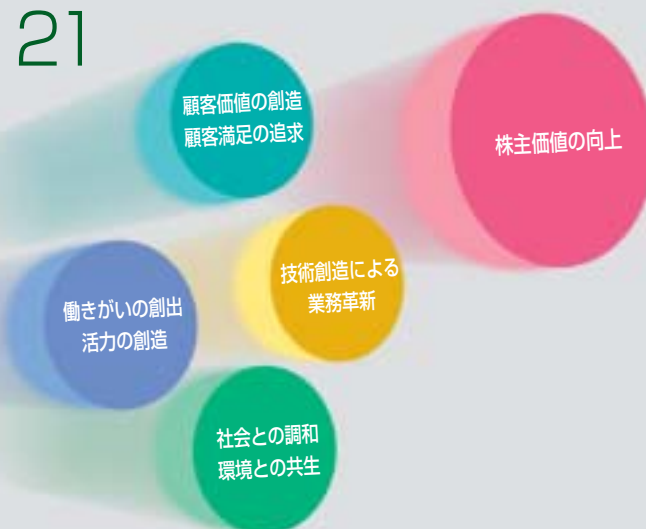 21
顧客価値の創造
顧客満足の追求
株主価値の向上
技術創造による
業務革新
働きがいの創出
活力の創造
社会との調和
環境との共生